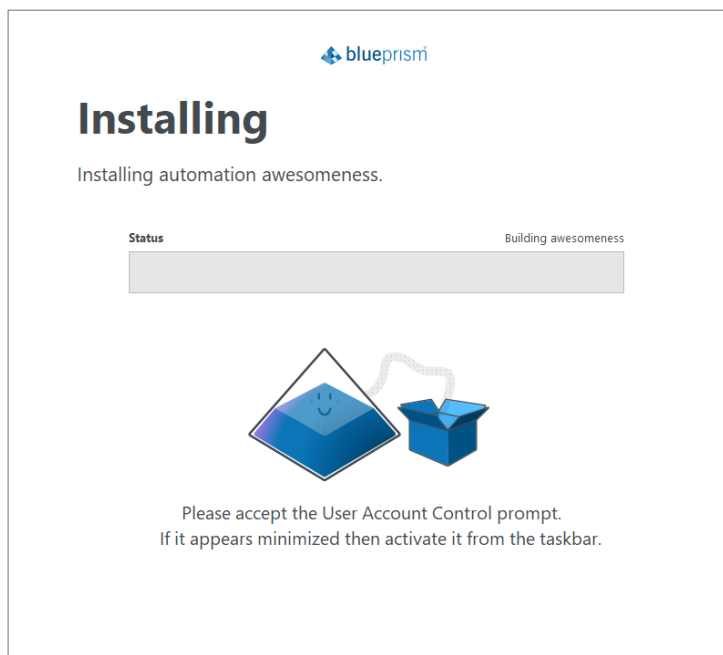 blueprism
Installing
Installing automation awesomeness.
Status
Building awesomeness
Please accept the User Account Control prompt.
If it appears minimized then activate it from the taskbar.